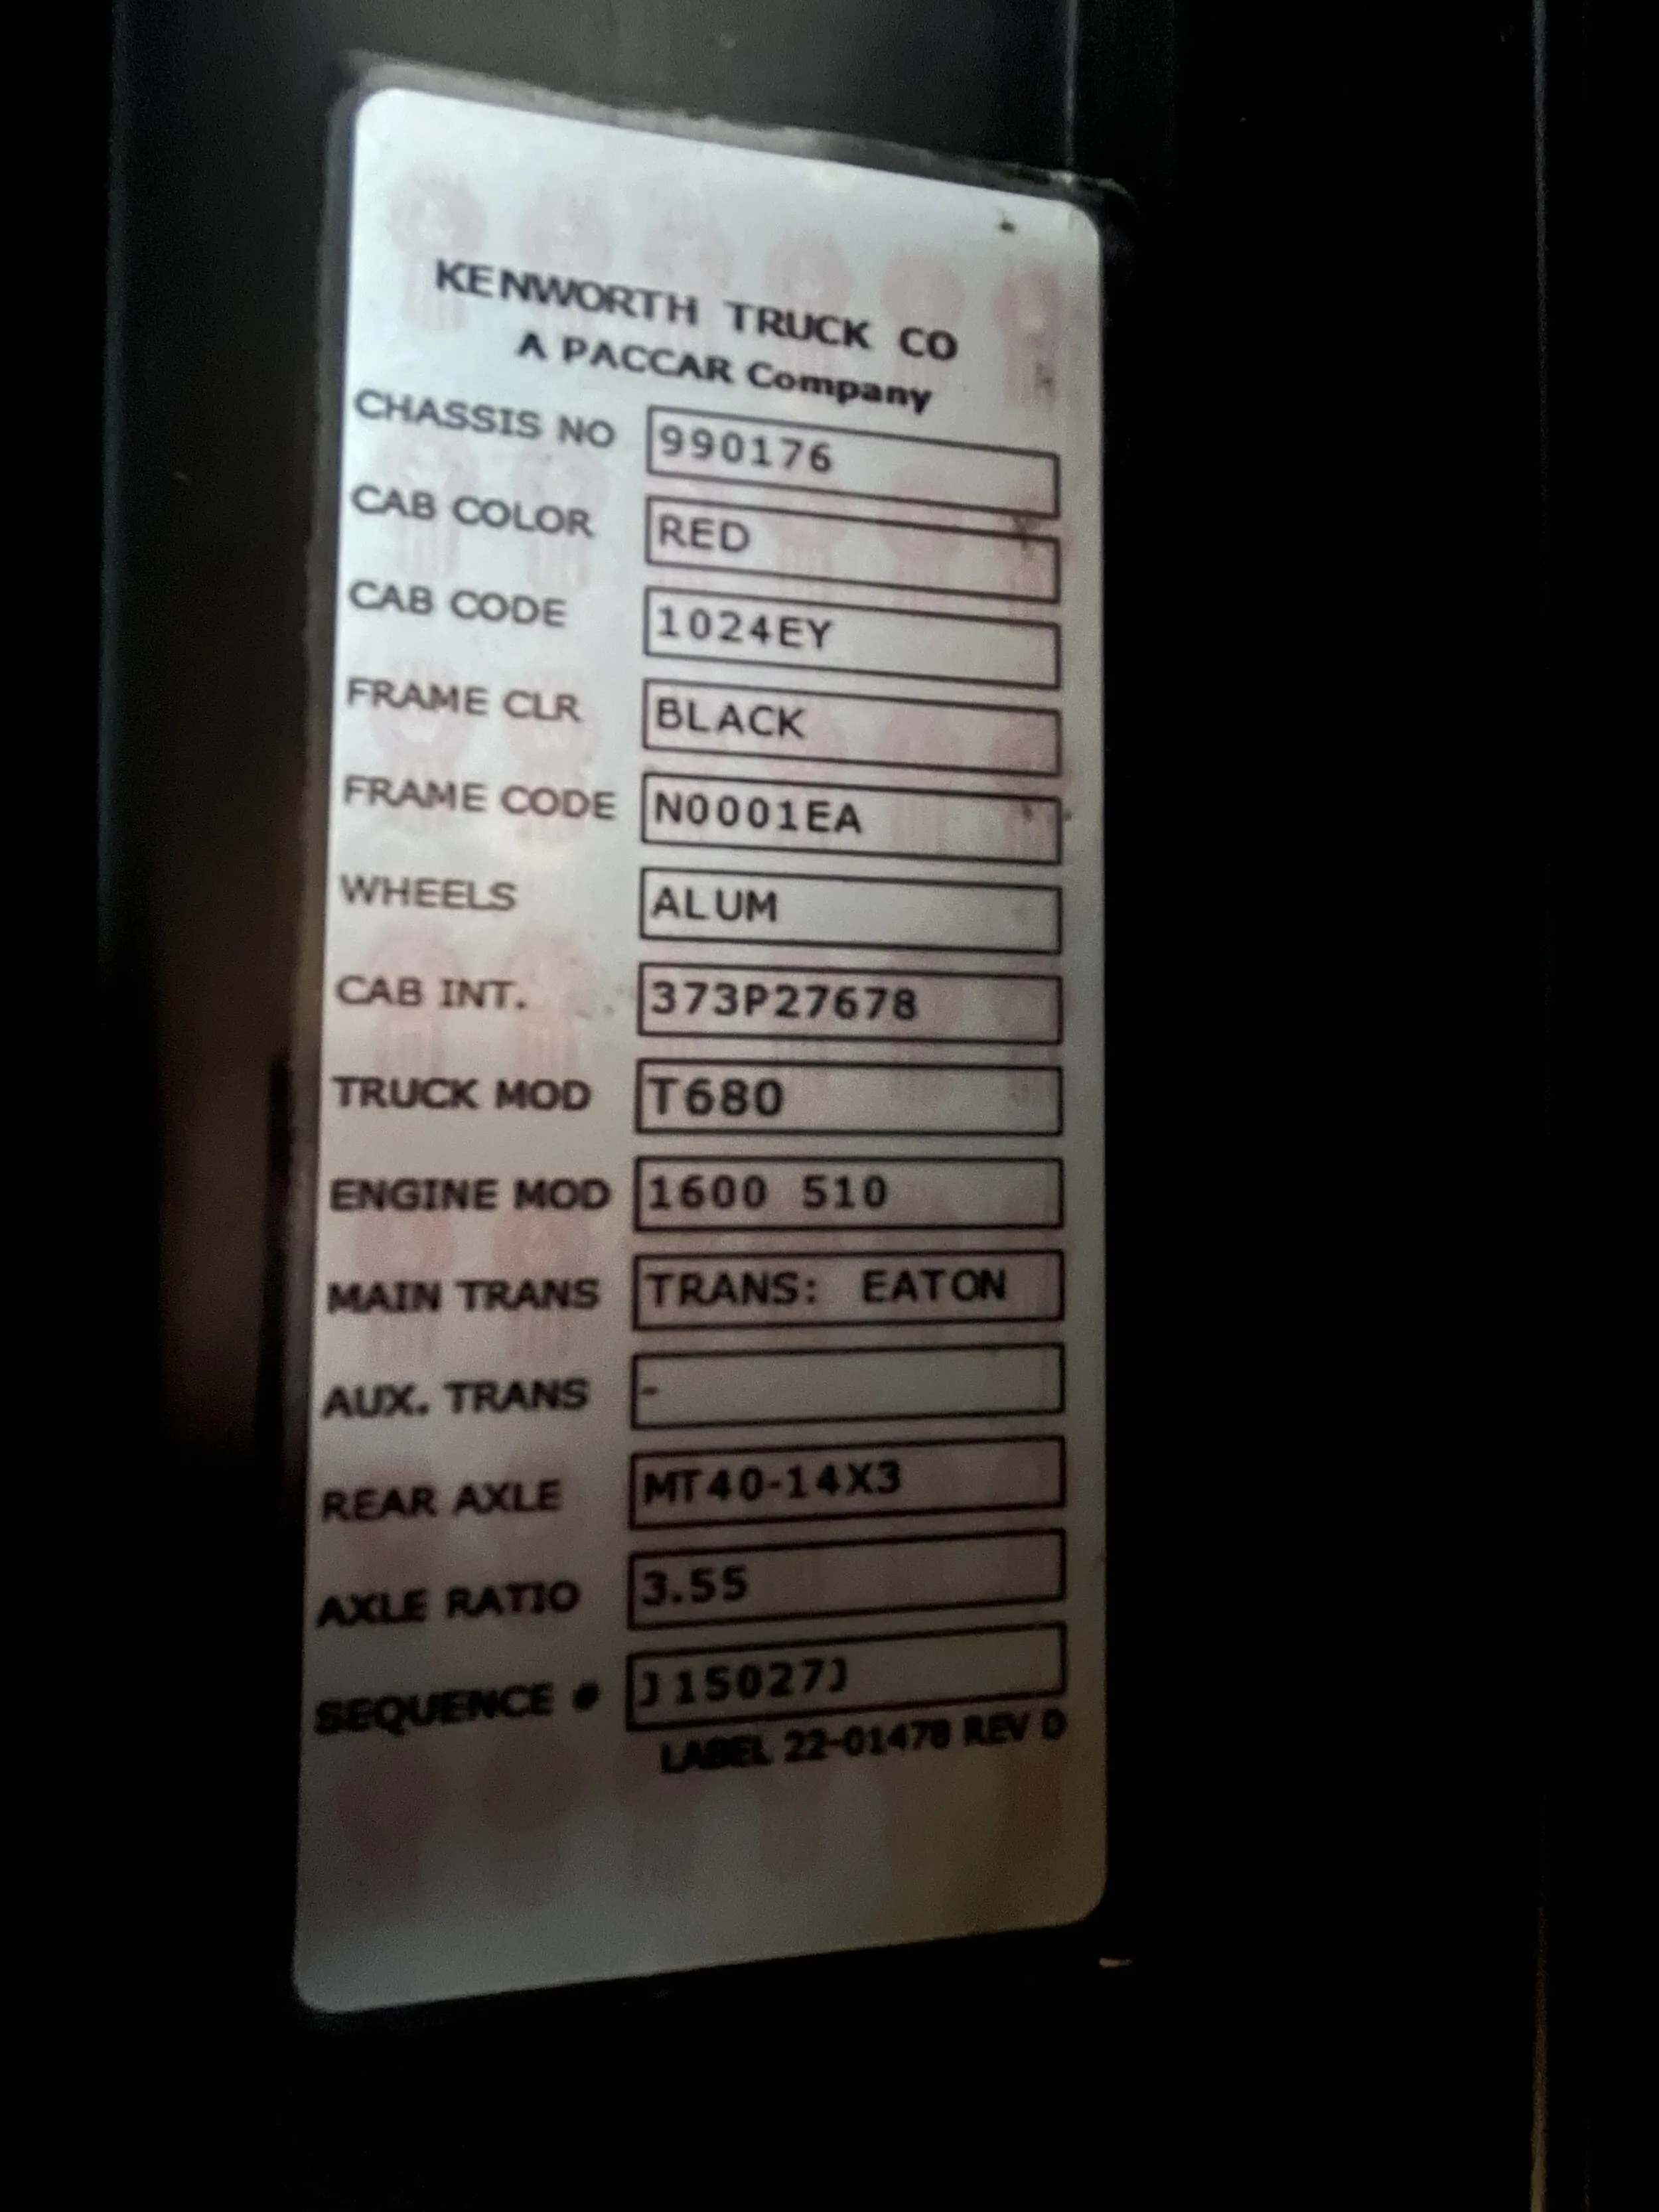 KENWORTH TRUCK CO
A PACCAR Company
CHASSIS NO 990176
CAB COLOR RED
CAB CODE 1024EY
FRAME CLR BLACK
FRAME CODE N0001EA
WHEELS ALUM
CAB INT. 373P27678
TRUCK MOD T680
ENGINE MOD 1600 510
MAIN TRANS TRANS: EATON
AUX. TRANS -
REAR AXLE MT40-14X3
AXLE RATIO 3.55
SEQUENCE # J15027J
LABEL 22-01478 REV D